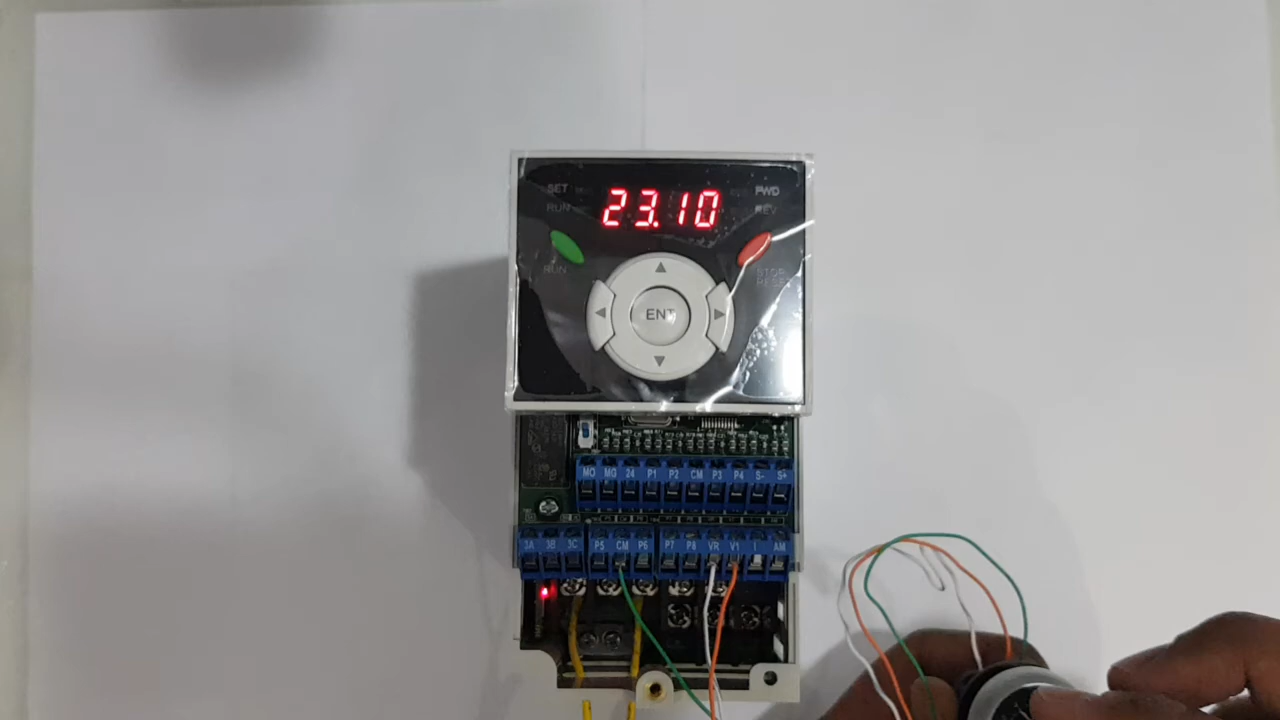 SET
FWD
23.10
RUN
REV
RUN
STOP
RESET
ENT
MO MG 24 P1 P2 CM P3 P4 S- S+
3A 3B 3C P5 CM P6 P7 P8 VR V1 I AM